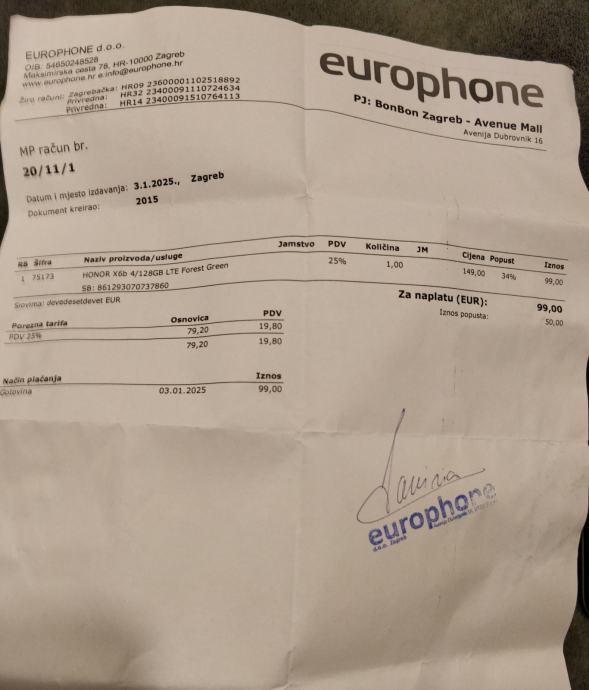 EUROPHONE d.o.o.
OIB: 54650246528
Maksimirska cesta 78, HR-10000 Zagreb
www.europhone.hr e:info@europhone.hr
Žiro računi: Zagrebačka: HR09 23600001102518892
Privredna: HR32 23400091110724634
Privredna: HR14 23400091510764113
europhone
PJ: BonBon Zagreb - Avenue Mall
Avenija Dubrovnik 16
MP račun br.
20/11/1
Datum i mjesto izdavanja: 3.1.2025., Zagreb
Dokument kreirao: 2015
RB Šifra Naziv proizvoda/usluge Jamstvo PDV Količina JM Cijena Popust Iznos
1 75173 HONOR X6b 4/128GB LTE Forest Green 25% 1,00 149,00 34% 99,00
SB: 861293070737860
Slovima: devedesetdevet EUR
Za naplatu (EUR): 99,00
Iznos popusta: 50,00
Porezna tarifa Osnovica PDV
PDV 25% 79,20 19,80
79,20 19,80
Način plaćanja Iznos
Gotovina 03.01.2025 99,00
europhone
d.o.o. Zagreb